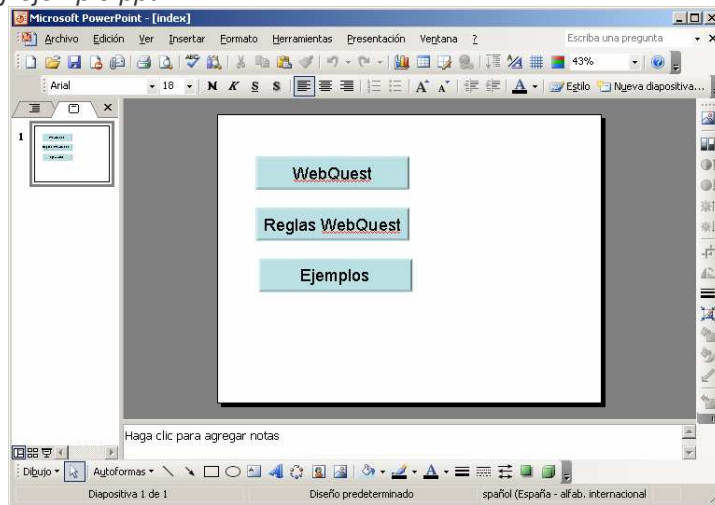 Microsoft PowerPoint - [index]
Archivo Edición Ver Insertar Formato Herramientas Presentación Ventana ? Escriba una pregunta
43%
Arial 18 N K S S A A A Estilo Nueva diapositiva...
1
WebQuest
Reglas WebQuest
Ejemplos
Haga clic para agregar notas
Dibujo Autoformas A
Diapositiva 1 de 1 Diseño predeterminado spañol (España - alfab. internacional